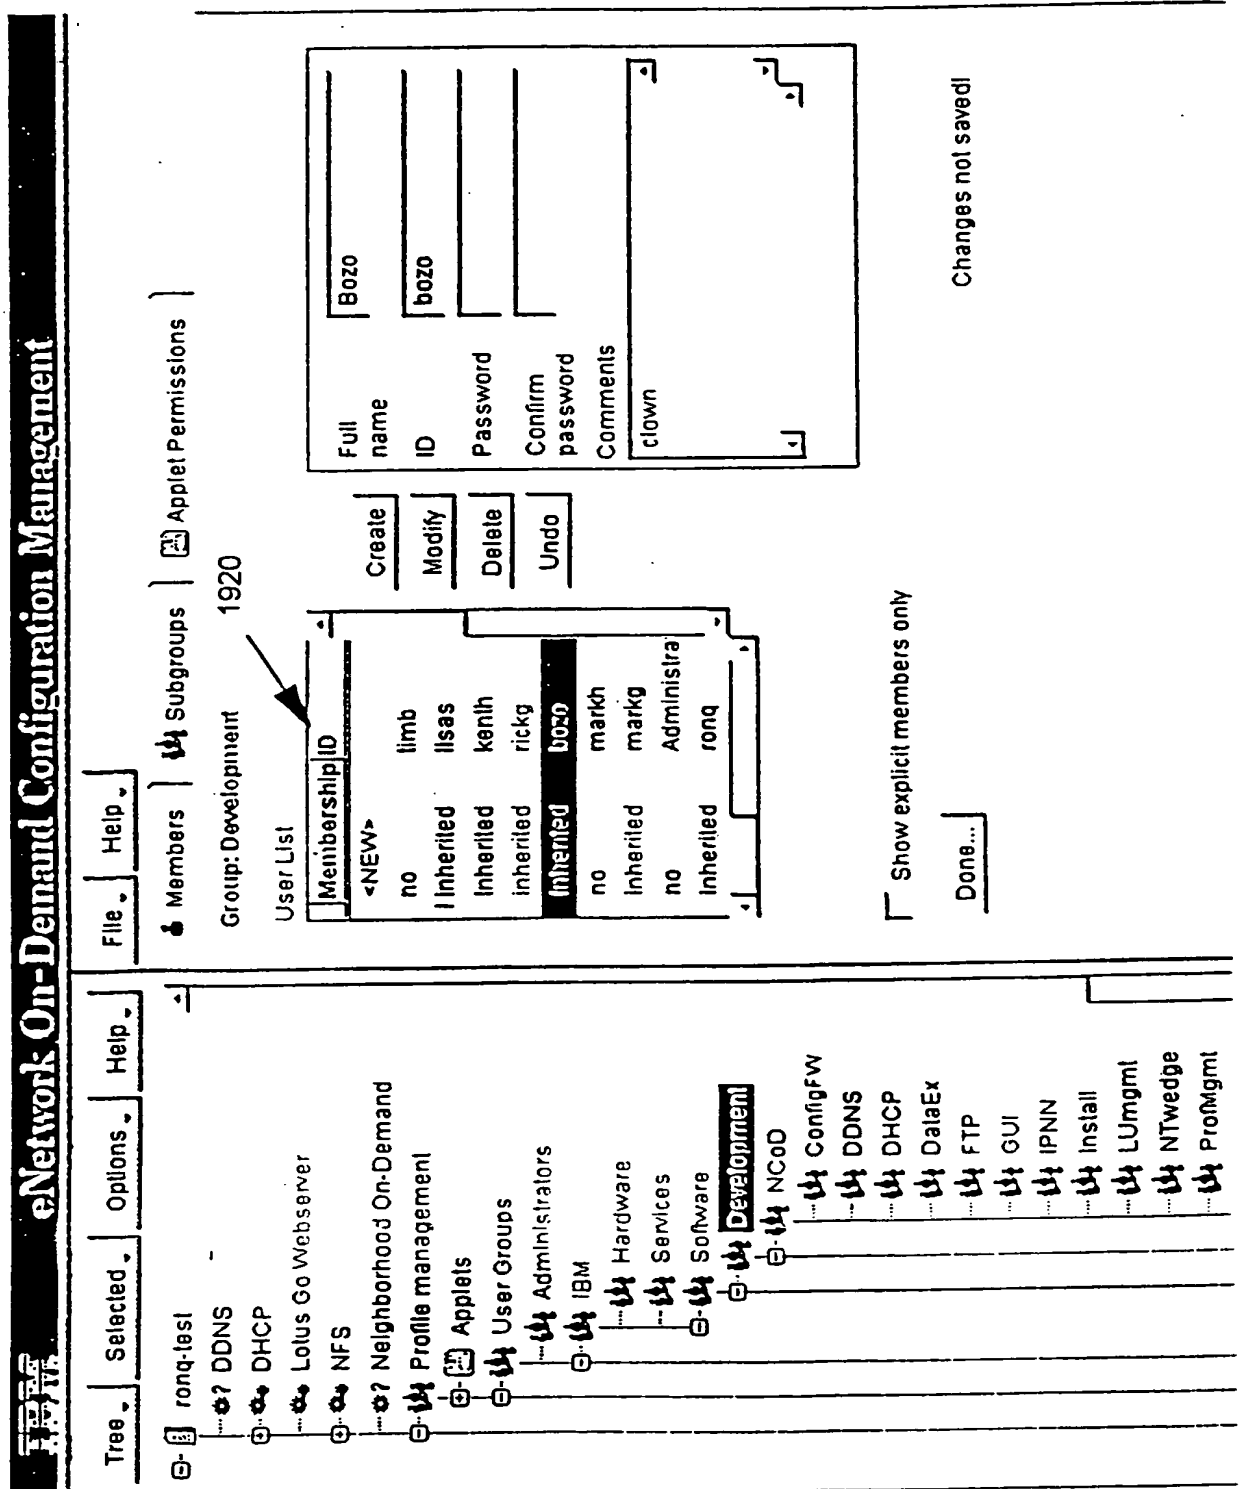 IBM eNetwork On-Demand Configuration Management
Tree Selected Options Help
File Help
ronq-test
? DDNS
DHCP
Lotus Go Webserver
NFS
? Neighborhood On-Demand
Profile management
Applets
User Groups
Administrators
IBM
Hardware
Services
Software
Development
NCoD
ConfigFW
DDNS
DHCP
DataEx
FTP
GUI
IPNN
Install
LUmgmt
NTwedge
ProfMgmt
Members Subgroups Applet Permissions
Group: Development
1920
User List
Membership ID
<NEW>
no timb
Inherited lisas
Inherited kenlh
inherited rickg
Inherited bozo
no markh
Inherited markg
no Administra
Inherited ronq
Create
Modify
Delete
Undo
Full name Bozo
ID bozo
Password
Confirm password
Comments
clown
Show explicit members only
Done...
Changes not saved!